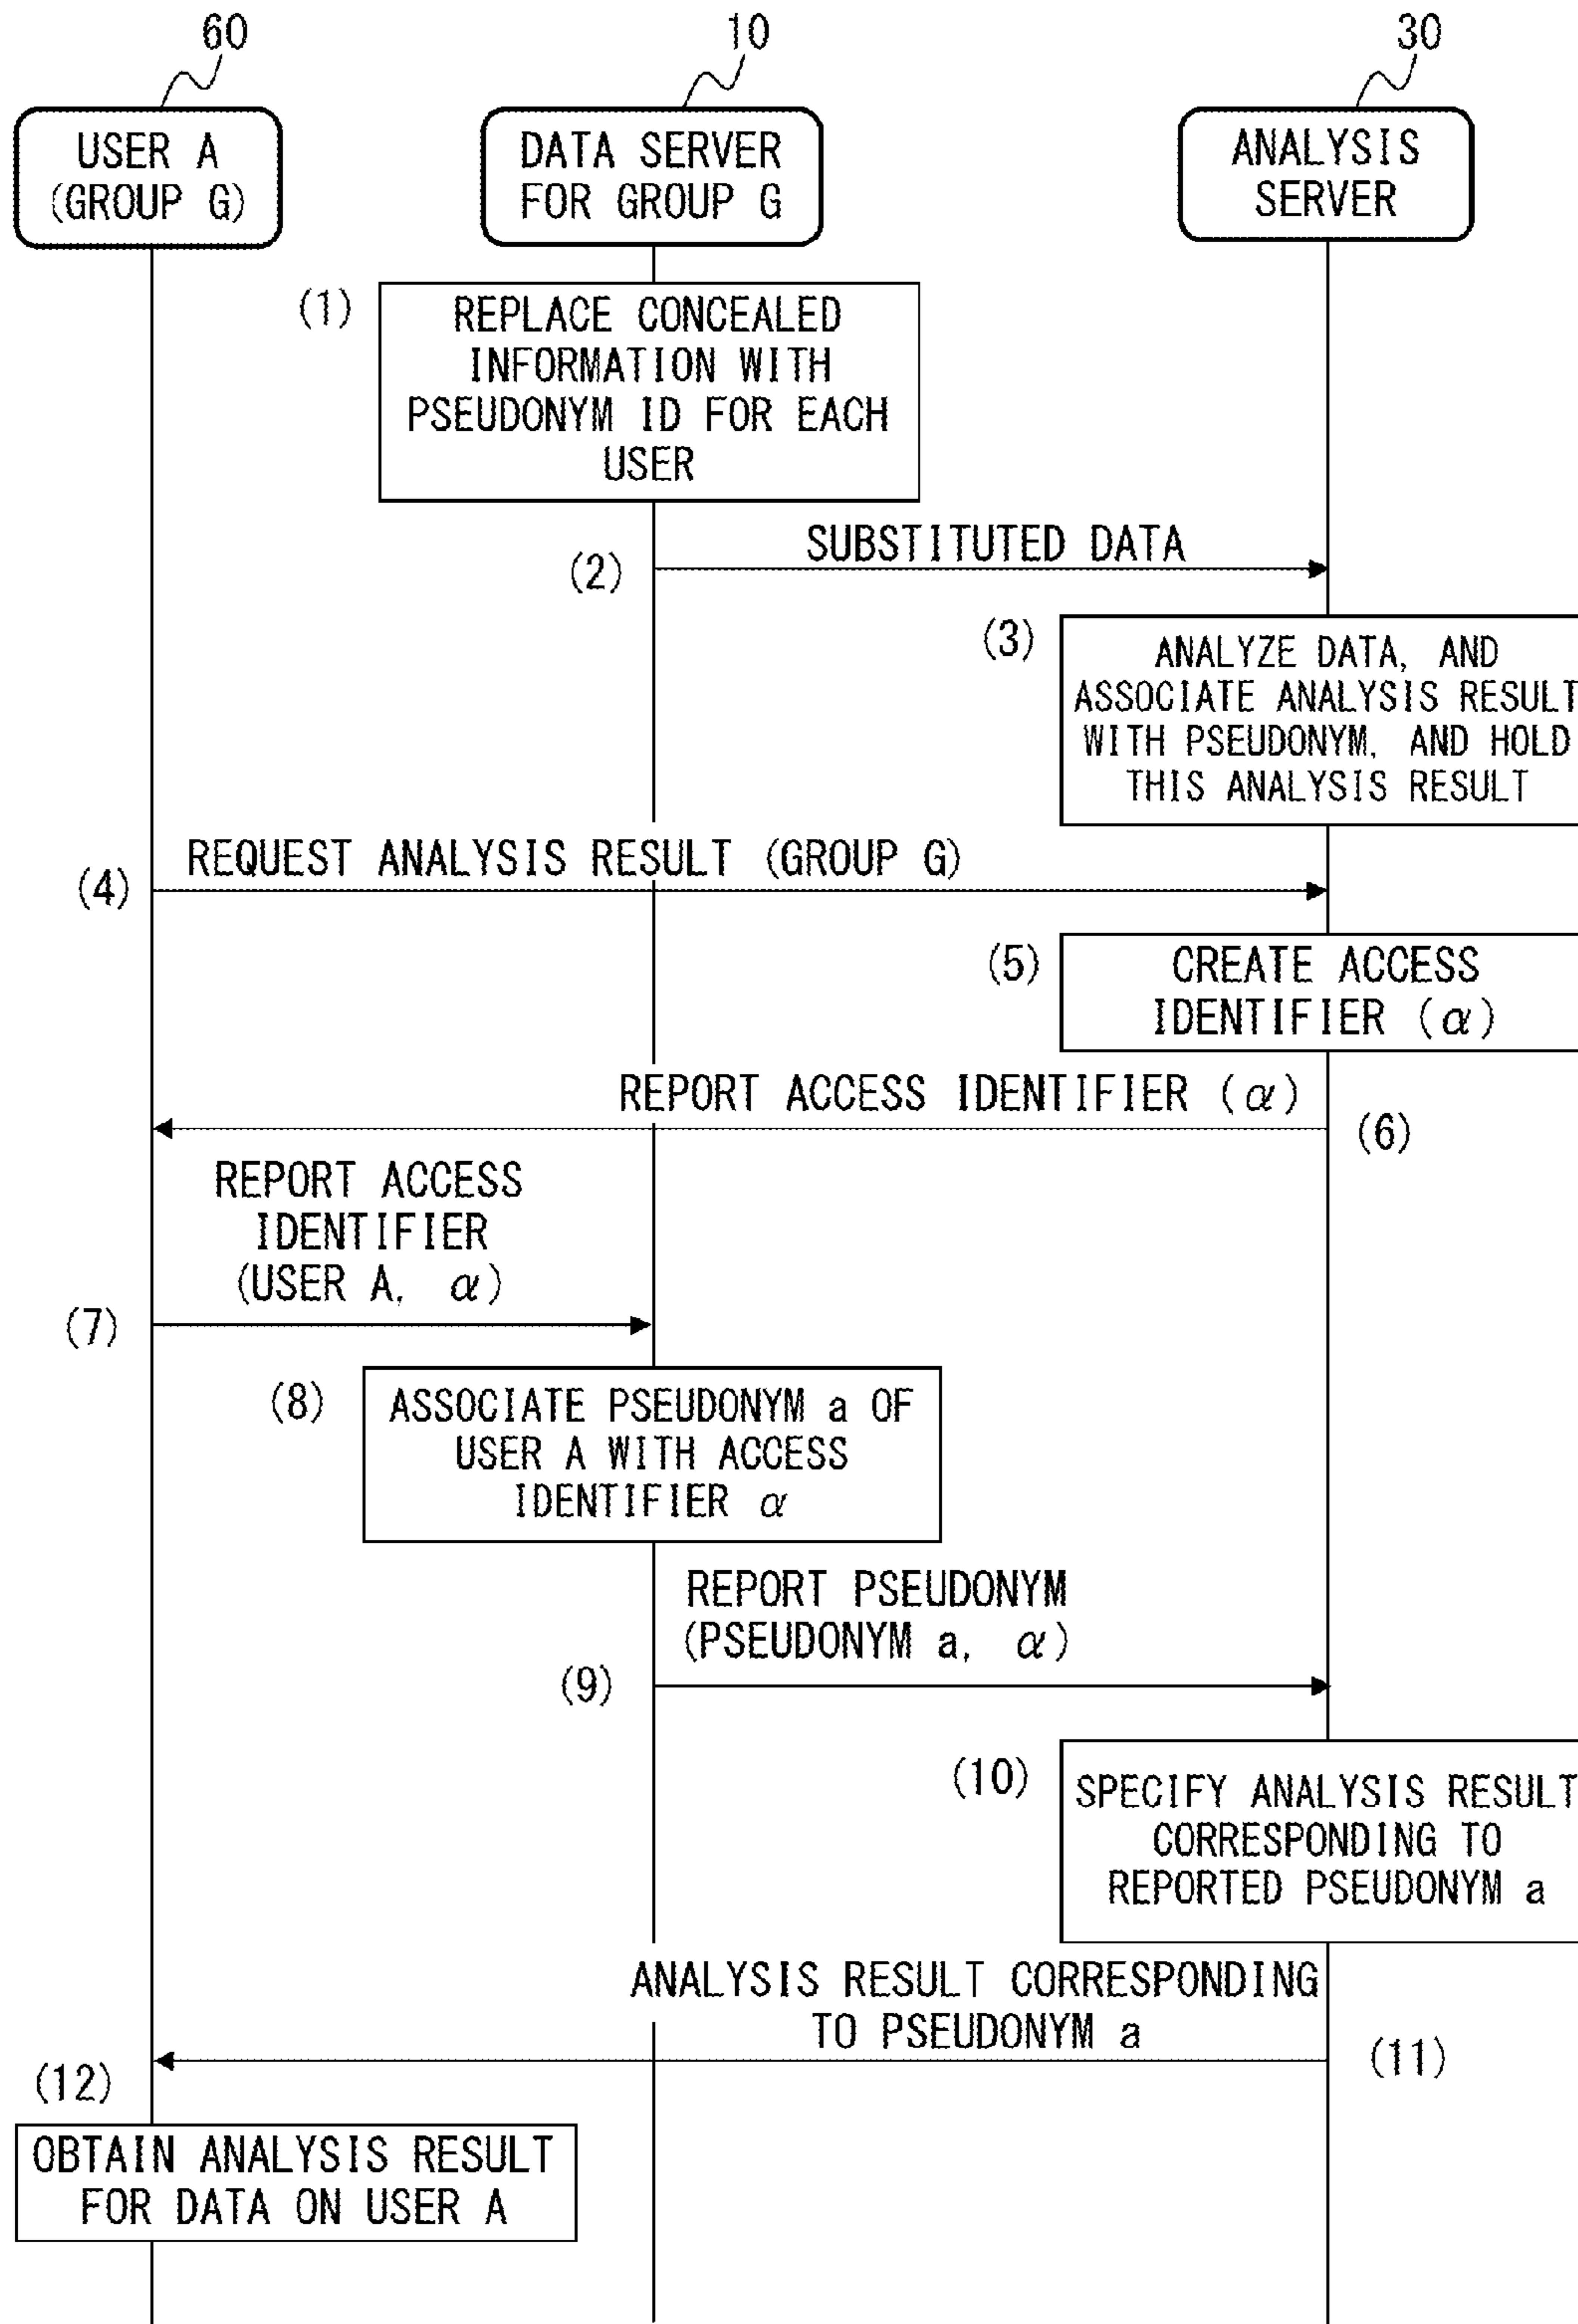 60
10
30
USER A
(GROUP G)
DATA SERVER
FOR GROUP G
ANALYSIS
SERVER
(1)
REPLACE CONCEALED
INFORMATION WITH
PSEUDONYM ID FOR EACH
USER
(2)
SUBSTITUTED DATA
(3)
ANALYZE DATA, AND
ASSOCIATE ANALYSIS RESULT
WITH PSEUDONYM, AND HOLD
THIS ANALYSIS RESULT
(4)
REQUEST ANALYSIS RESULT (GROUP G)
(5)
CREATE ACCESS
IDENTIFIER (α)
REPORT ACCESS IDENTIFIER (α)
(6)
REPORT ACCESS
IDENTIFIER
(USER A, α)
(7)
(8)
ASSOCIATE PSEUDONYM a OF
USER A WITH ACCESS
IDENTIFIER α
REPORT PSEUDONYM
(PSEUDONYM a, α)
(9)
(10)
SPECIFY ANALYSIS RESULT
CORRESPONDING TO
REPORTED PSEUDONYM a
ANALYSIS RESULT CORRESPONDING
TO PSEUDONYM a
(11)
(12)
OBTAIN ANALYSIS RESULT
FOR DATA ON USER A